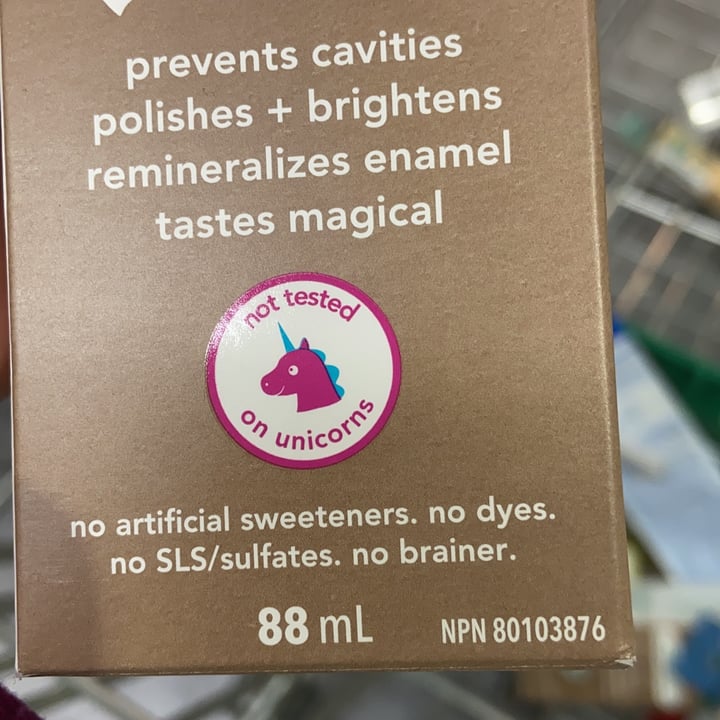 prevents cavities
polishes + brightens
remineralizes enamel
tastes magical
not tested
on unicorns
no artificial sweeteners. no dyes.
no SLS/sulfates. no brainer.
88 mL
NPN 80103876